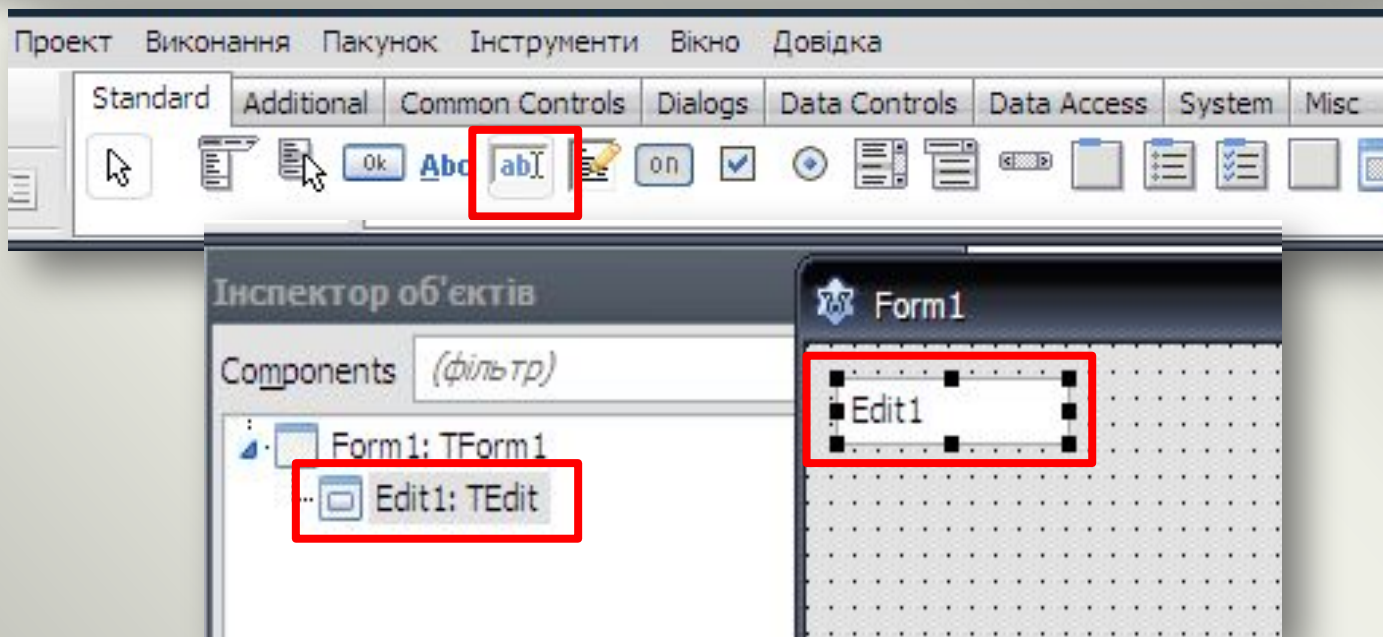 Проект Виконання Пакунок Інструменти Вікно Довідка
Standard Additional Common Controls Dialogs Data Controls Data Access System Misc
Ok Abc abI on
Інспектор об'єктів
Form1
Components (фільтр)
Edit1
Form1: TForm1
Edit1: TEdit